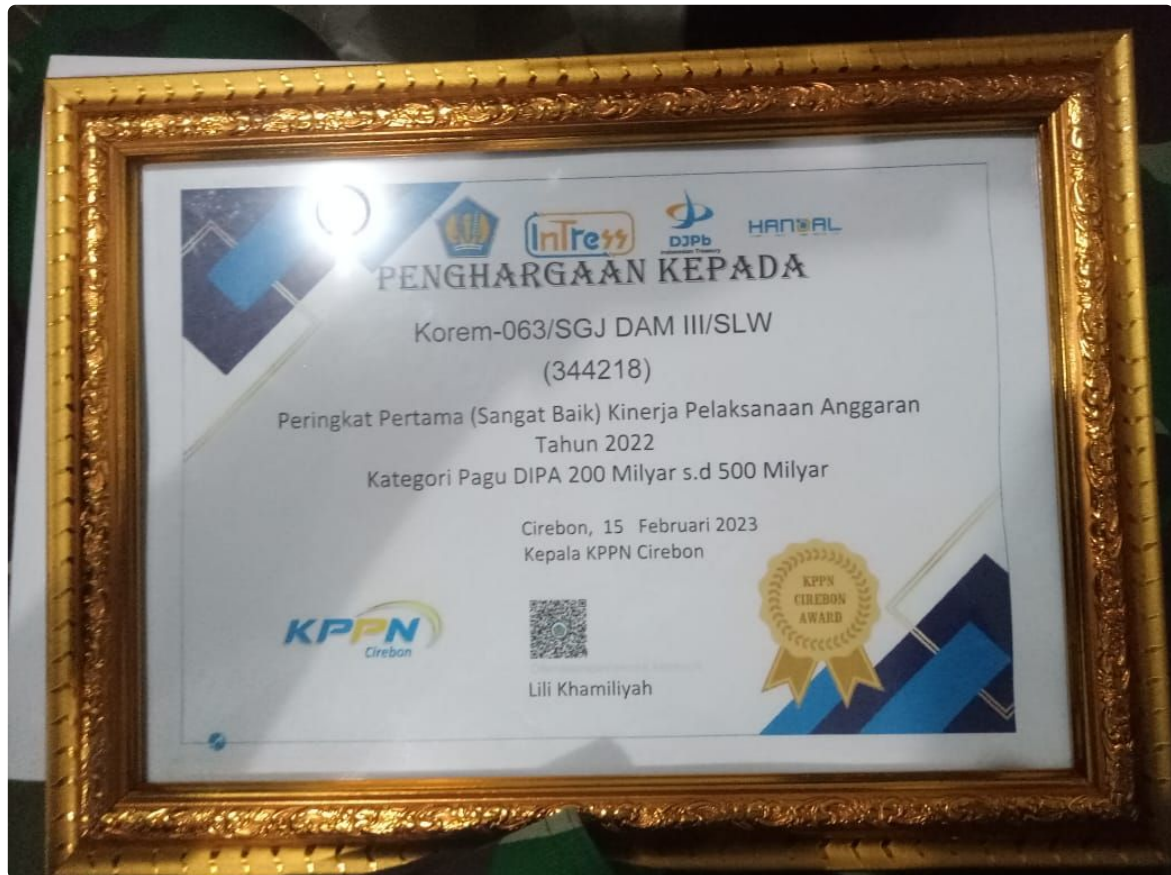 InTress
DJPb
HANDAL
PENGHARGAAN KEPADA
Korem-063/SGJ DAM III/SLW
(344218)
Peringkat Pertama (Sangat Baik) Kinerja Pelaksanaan Anggaran
Tahun 2022
Kategori Pagu DIPA 200 Milyar s.d 500 Milyar
Cirebon, 15 Februari 2023
Kepala KPPN Cirebon
KPPN
CIREBON
AWARD
KPPN
Cirebon
Lili Khamiliyah